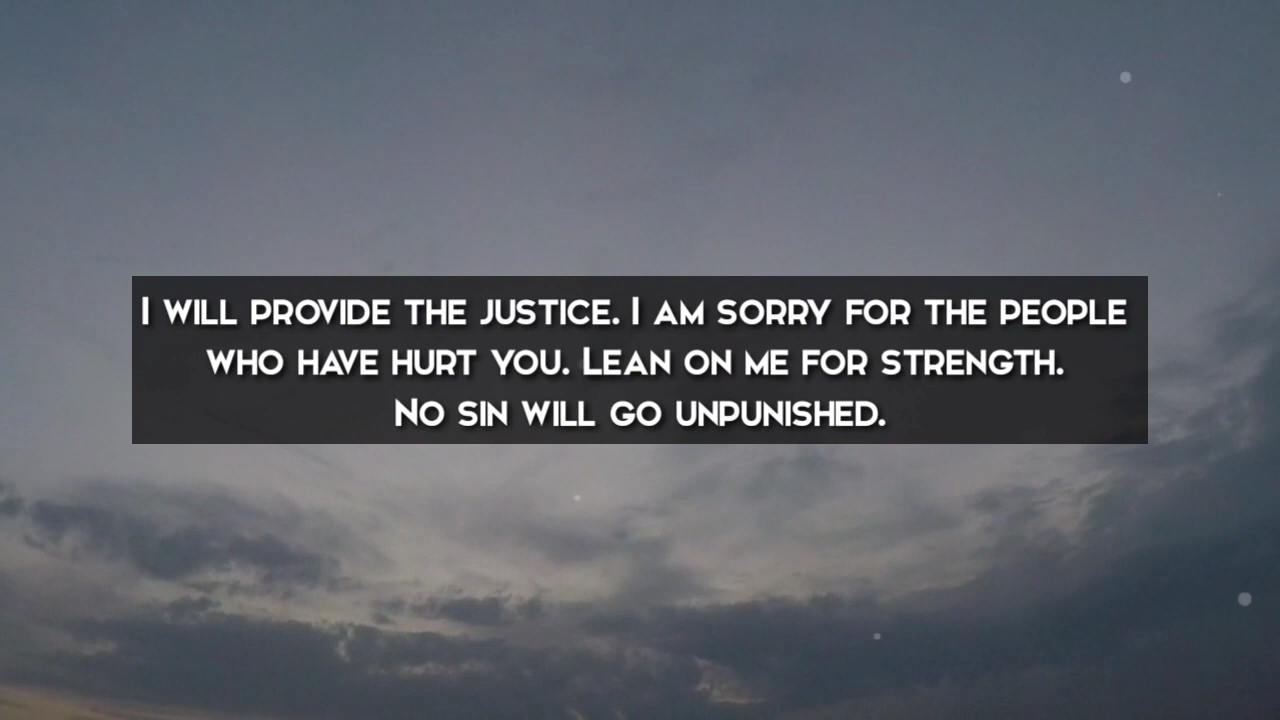 I will provide the justice. I am sorry for the people
who have hurt you. Lean on me for strength.
No sin will go unpunished.